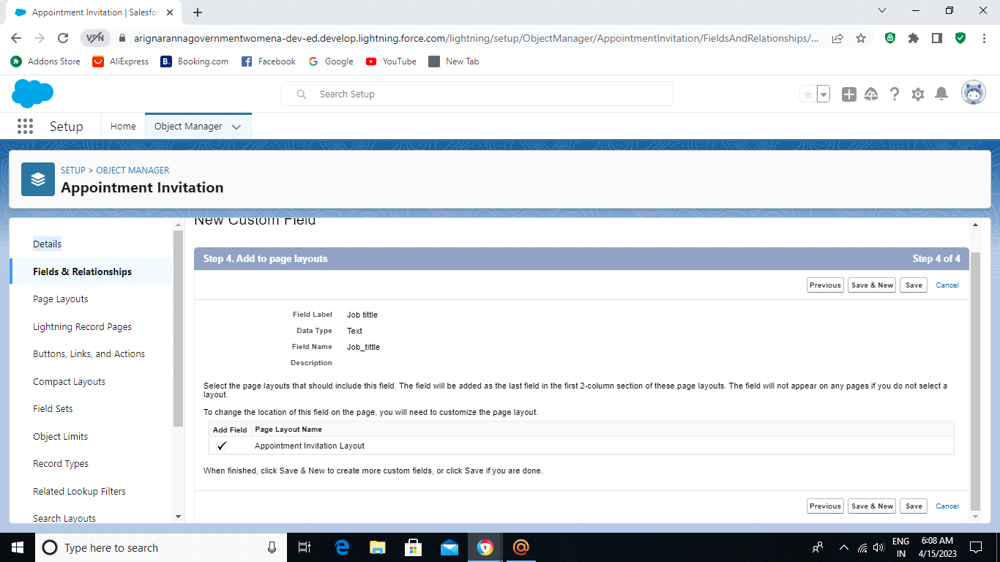 Appointment Invitation | Salesfor
VPN
arignarannagovernmentwomena-dev-ed.develop.lightning.force.com/lightning/setup/ObjectManager/AppointmentInvitation/FieldsAndRelationships/...
Addons Store AliExpress B. Booking.com Facebook Google YouTube New Tab
Search Setup
Setup Home Object Manager
SETUP > OBJECT MANAGER
Appointment Invitation
Details
Fields & Relationships
Page Layouts
Lightning Record Pages
Buttons, Links, and Actions
Compact Layouts
Field Sets
Object Limits
Record Types
Related Lookup Filters
Search Layouts
New Custom Field
Step 4. Add to page layouts Step 4 of 4
Previous Save & New Save Cancel
Field Label Job tittle
Data Type Text
Field Name Job_tittle
Description
Select the page layouts that should include this field. The field will be added as the last field in the first 2-column section of these page layouts. The field will not appear on any pages if you do not select a
layout.
To change the location of this field on the page, you will need to customize the page layout.
Add Field Page Layout Name
Appointment Invitation Layout
When finished, click Save & New to create more custom fields, or click Save if you are done.
Previous Save & New Save Cancel
Type here to search
ENG
IN
6:08 AM
4/15/2023